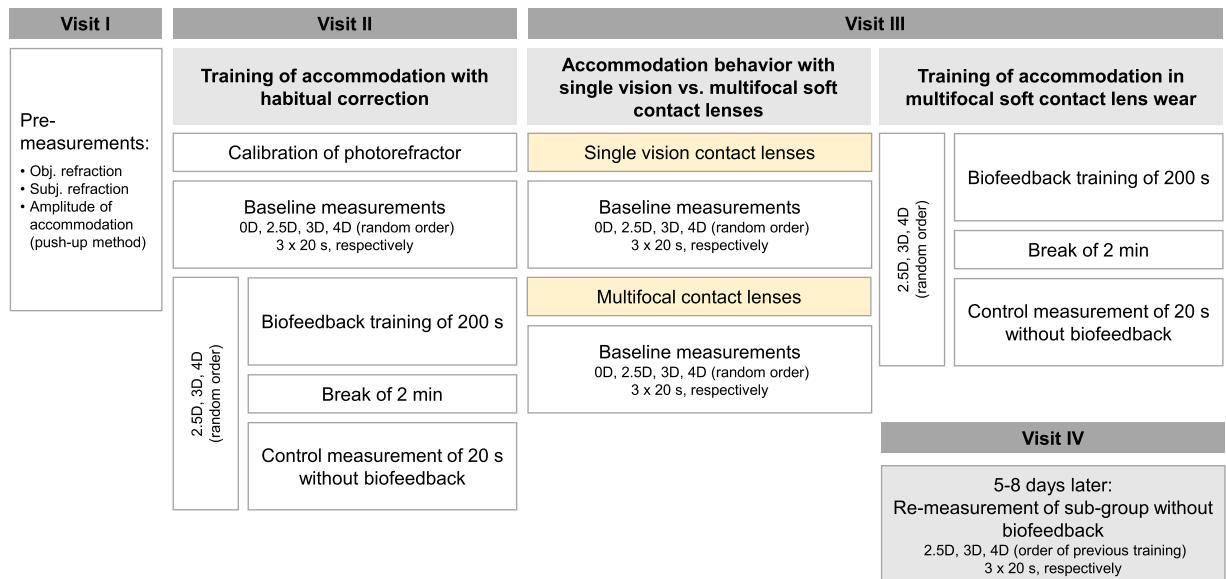 Visit I
Pre-
measurements:
• Obj. refraction
• Subj. refraction
• Amplitude of
accommodation
(push-up method)
Visit II
Training of accommodation with
habitual correction
Calibration of photorefractor
Baseline measurements
0D, 2.5D, 3D, 4D (random order)
3 x 20 s, respectively
2.5D, 3D, 4D
(random order)
Biofeedback training of 200 s
Break of 2 min
Control measurement of 20 s
without biofeedback
Visit III
Accommodation behavior with
single vision vs. multifocal soft
contact lenses
Single vision contact lenses
Baseline measurements
0D, 2.5D, 3D, 4D (random order)
3 x 20 s, respectively
Multifocal contact lenses
Baseline measurements
0D, 2.5D, 3D, 4D (random order)
3 x 20 s, respectively
Training of accommodation in
multifocal soft contact lens wear
2.5D, 3D, 4D
(random order)
Biofeedback training of 200 s
Break of 2 min
Control measurement of 20 s
without biofeedback
Visit IV
5-8 days later:
Re-measurement of sub-group without
biofeedback
2.5D, 3D, 4D (order of previous training)
3 x 20 s, respectively